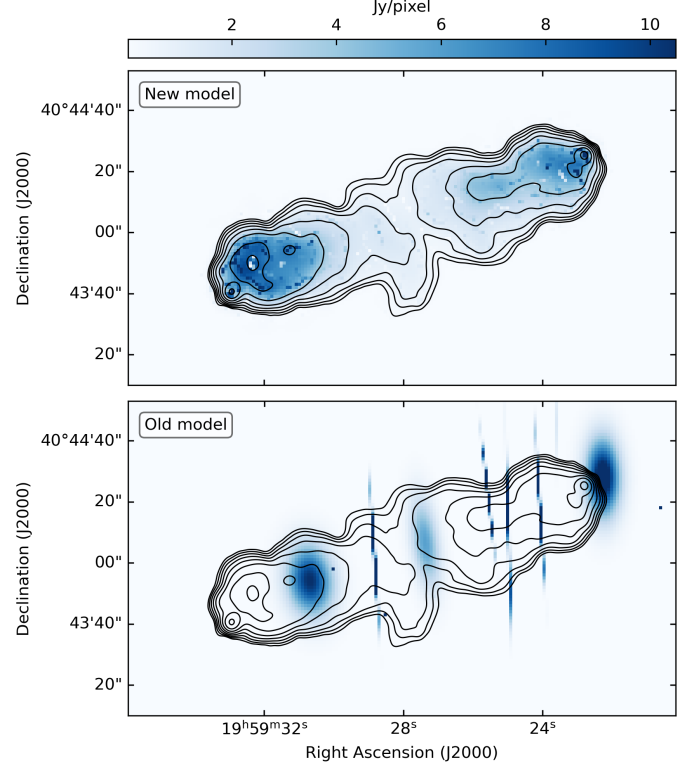 Jy/pixel
2 4 6 8 10
New model
40°44'40"
20"
00"
43'40"
20"
Declination (J2000)
Old model
40°44'40"
20"
00"
43'40"
20"
Declination (J2000)
19ʰ59ᵐ32ˢ 28ˢ 24ˢ
Right Ascension (J2000)